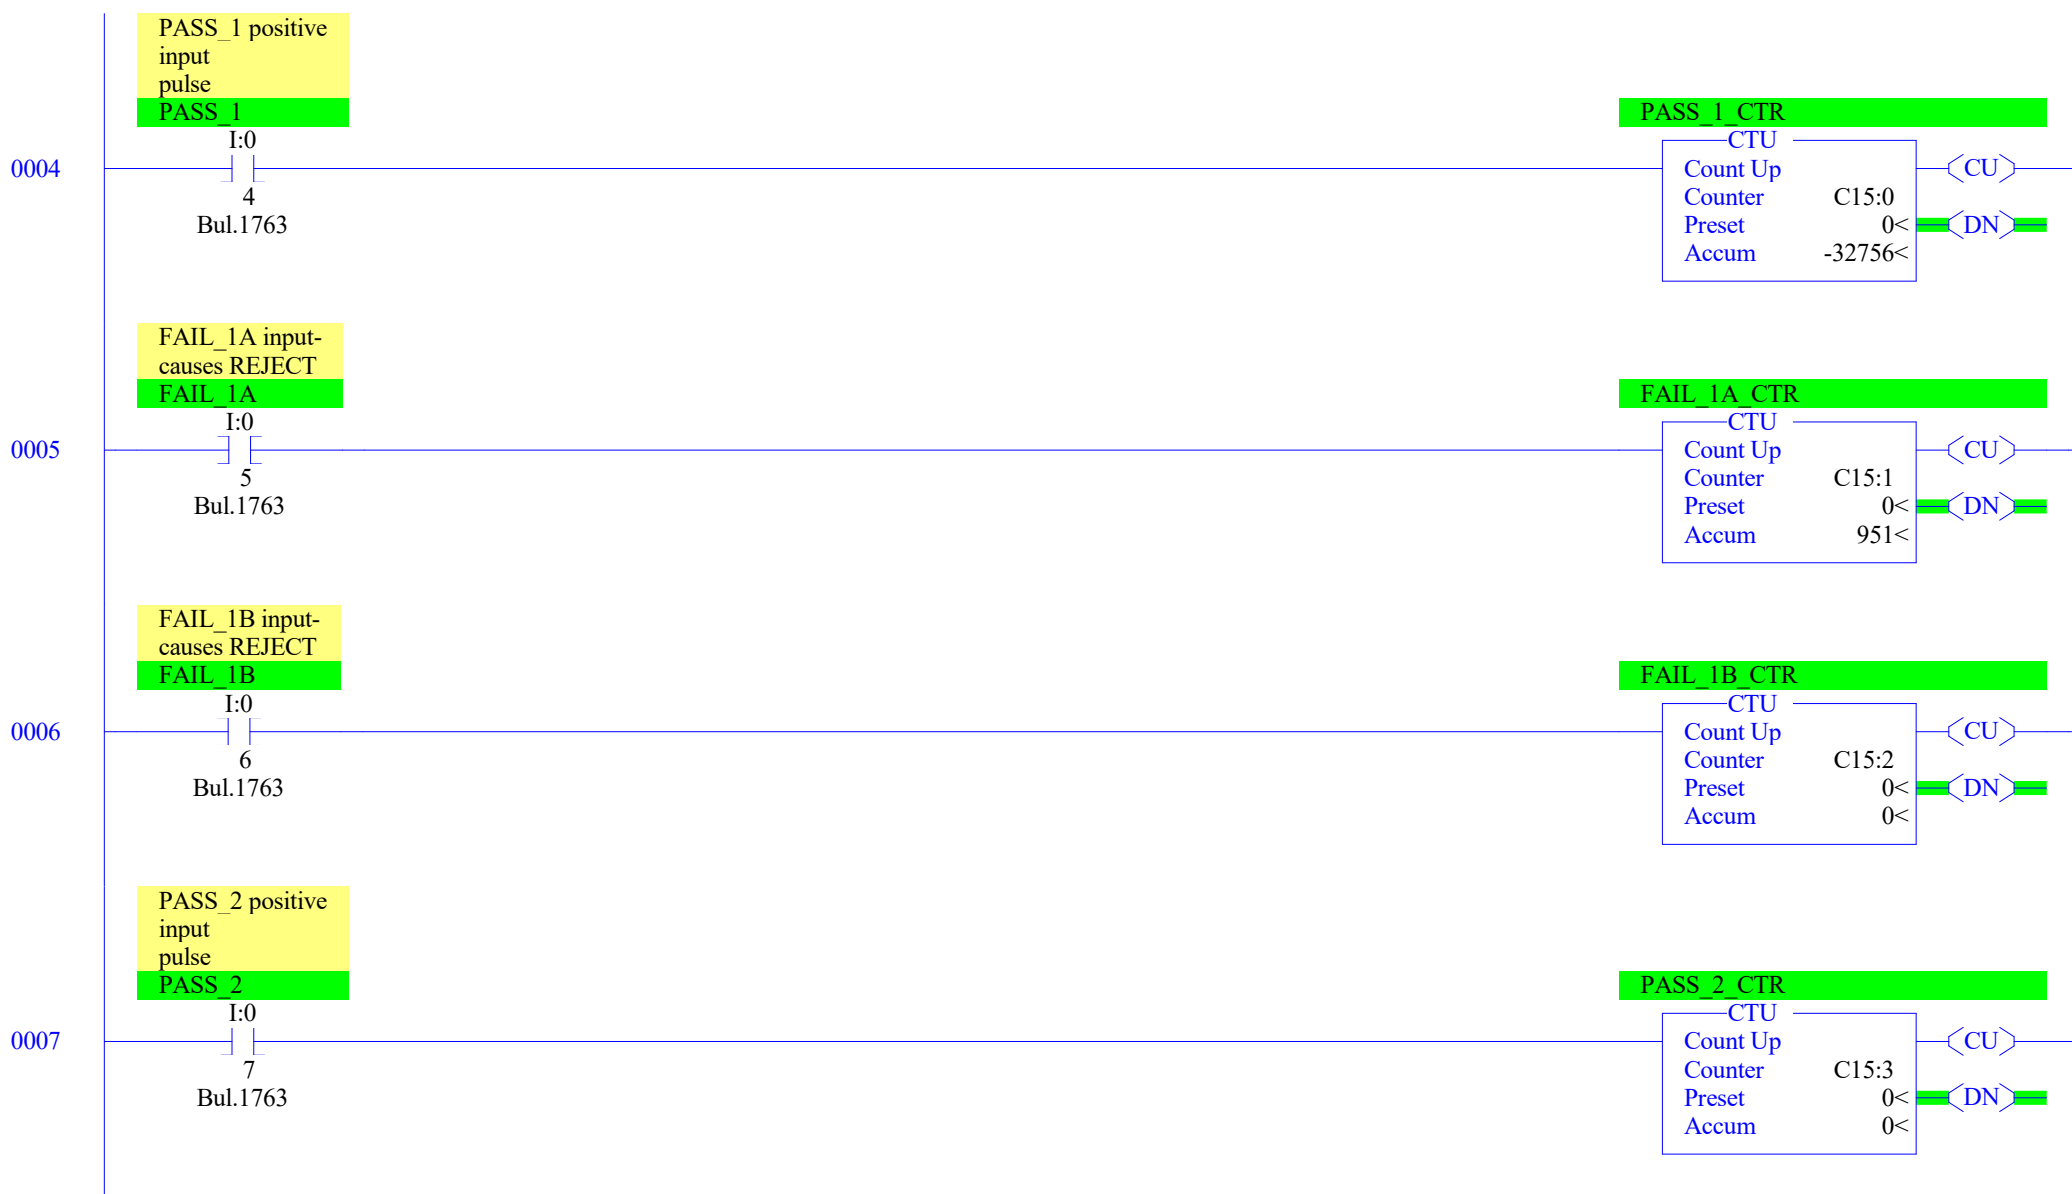 PASS_1 positive
input
pulse
PASS_1
I:0
0004
4
Bul.1763
PASS_1_CTR
CTU
Count Up
Counter C15:0
Preset 0<
Accum -32756<
CU
DN
FAIL_1A input-
causes REJECT
FAIL_1A
I:0
0005
5
Bul.1763
FAIL_1A_CTR
CTU
Count Up
Counter C15:1
Preset 0<
Accum 951<
CU
DN
FAIL_1B input-
causes REJECT
FAIL_1B
I:0
0006
6
Bul.1763
FAIL_1B_CTR
CTU
Count Up
Counter C15:2
Preset 0<
Accum 0<
CU
DN
PASS_2 positive
input
pulse
PASS_2
I:0
0007
7
Bul.1763
PASS_2_CTR
CTU
Count Up
Counter C15:3
Preset 0<
Accum 0<
CU
DN